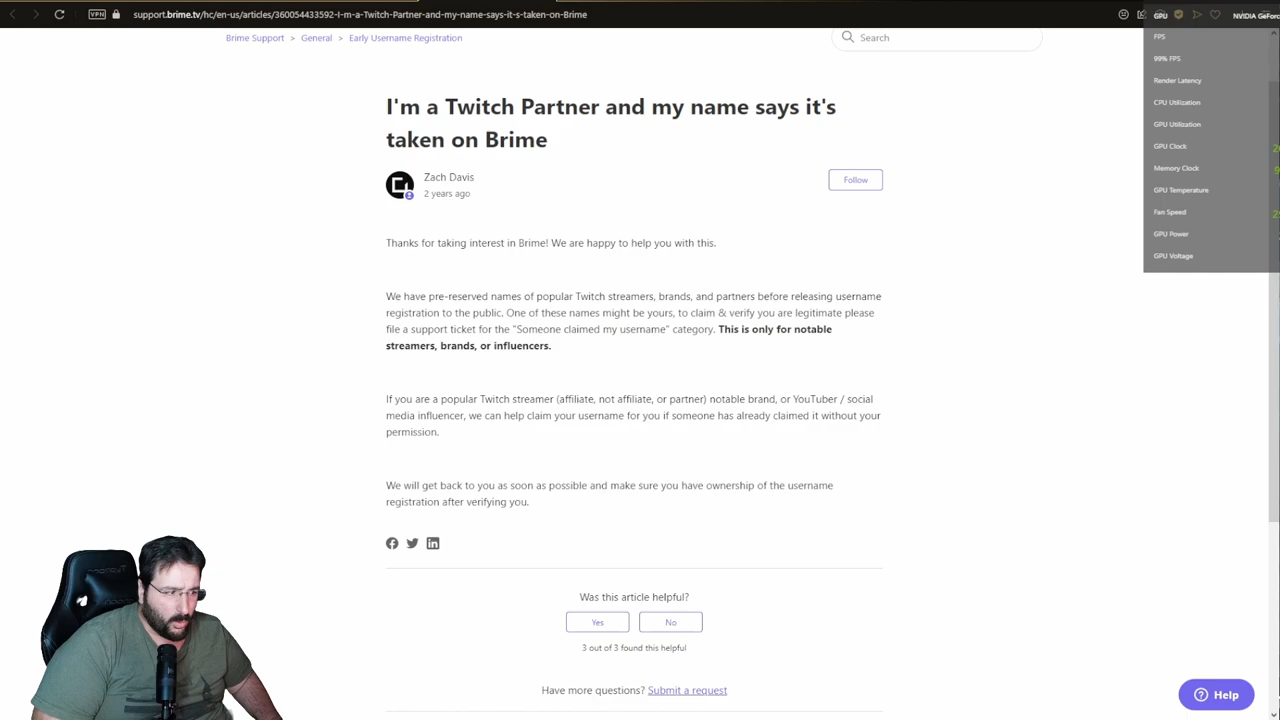 VPN support.brime.tv/hc/en-us/articles/360054433592-I-m-a-Twitch-Partner-and-my-name-says-it-s-taken-on-Brime
GPU NVIDIA GeForc
Brime Support > General > Early Username Registration
Search
FPS
99% FPS
Render Latency
CPU Utilization
GPU Utilization
GPU Clock
Memory Clock
GPU Temperature
Fan Speed
GPU Power
GPU Voltage
I'm a Twitch Partner and my name says it's
taken on Brime
Zach Davis
2 years ago
Follow
Thanks for taking interest in Brime! We are happy to help you with this.
We have pre-reserved names of popular Twitch streamers, brands, and partners before releasing username
registration to the public. One of these names might be yours, to claim & verify you are legitimate please
file a support ticket for the "Someone claimed my username" category. This is only for notable
streamers, brands, or influencers.
If you are a popular Twitch streamer (affiliate, not affiliate, or partner) notable brand, or YouTuber / social
media influencer, we can help claim your username for you if someone has already claimed it without your
permission.
We will get back to you as soon as possible and make sure you have ownership of the username
registration after verifying you.
Was this article helpful?
Yes No
3 out of 3 found this helpful
Have more questions? Submit a request
Help